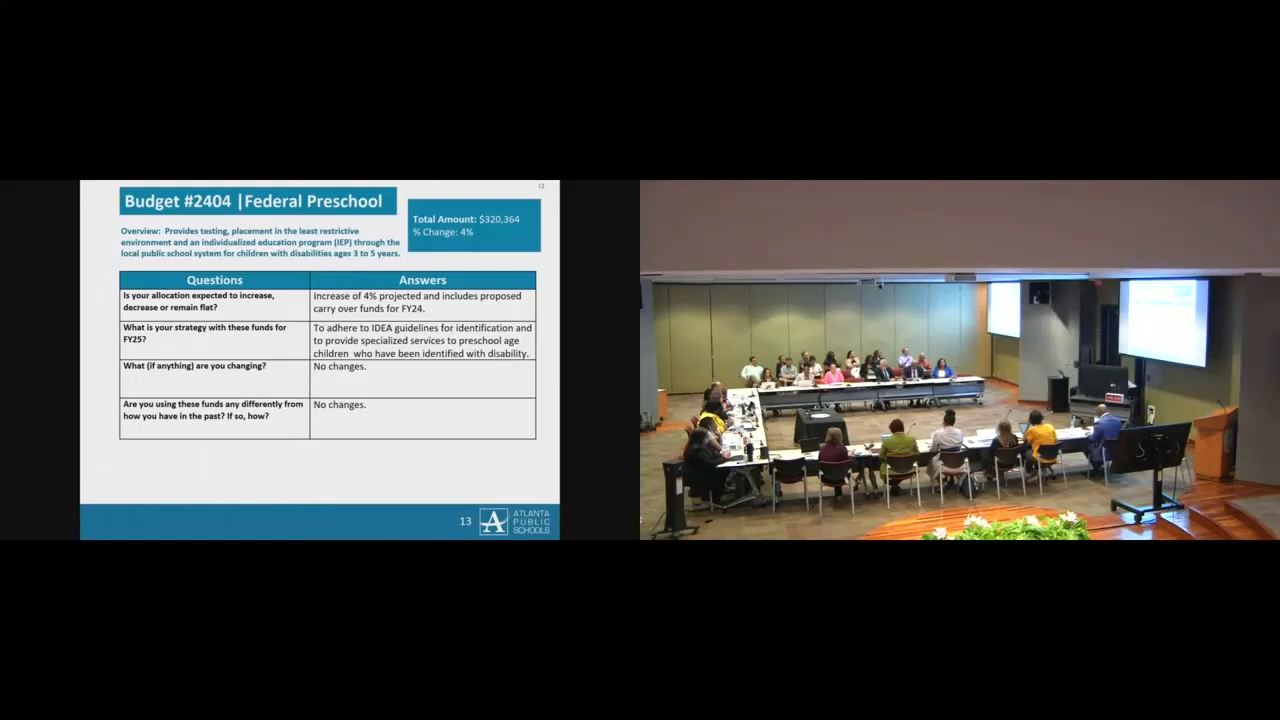 13
Budget #2404 |Federal Preschool
Total Amount: $320,364
% Change: 4%
Overview: Provides testing, placement in the least restrictive
environment and an individualized education program (IEP) through the
local public school system for children with disabilities ages 3 to 5 years.
Questions
Answers
Is your allocation expected to increase,
decrease or remain flat?
Increase of 4% projected and includes proposed
carry over funds for FY24.
What is your strategy with these funds for
FY25?
To adhere to IDEA guidelines for identification and
to provide specialized services to preschool age
children who have been identified with disability.
What (if anything) are you changing?
No changes.
Are you using these funds any differently from
how you have in the past? If so, how?
No changes.
13
A
ATLANTA
PUBLIC
SCHOOLS